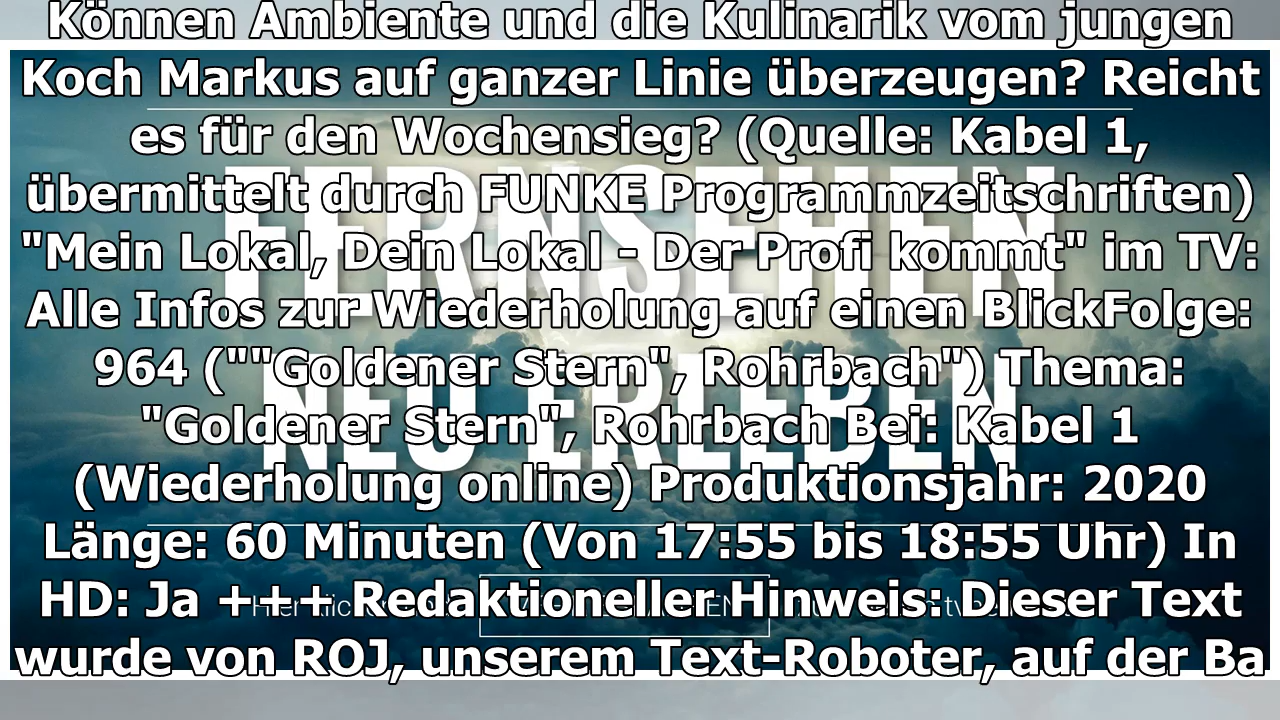 Können Ambiente und die Kulinarik vom jungen
Koch Markus auf ganzer Linie überzeugen? Reicht
es für den Wochensieg? (Quelle: Kabel 1,
übermittelt durch FUNKE Programmzeitschriften)
FERNSEHEN
"Mein Lokal, Dein Lokal - Der Profi kommt" im TV:
Alle Infos zur Wiederholung auf einen BlickFolge:
964 (""Goldener Stern", Rohrbach") Thema:
NEU ERLEBEN
"Goldener Stern", Rohrbach Bei: Kabel 1
(Wiederholung online) Produktionsjahr: 2020
Länge: 60 Minuten (Von 17:55 bis 18:55 Uhr) In
HD: Ja +++ Redaktioneller Hinweis: Dieser Text
wurde von ROJ, unserem Text-Roboter, auf der Ba